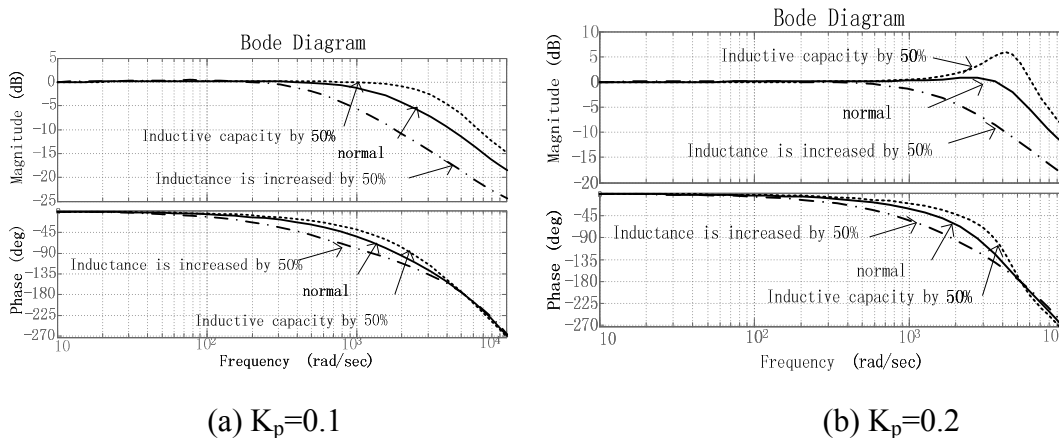 Bode Diagram
5
0
-5
-10
-15
-20
-25
Magnitude (dB)
Inductive capacity by 50%
normal
Inductance is increased by 50%
-45
-90
-135
-180
-225
-270
Phase (deg)
Inductance is increased by 50%
normal
Inductive capacity by 50%
10 10² 10³ 10⁴
Frequency (rad/sec)
(a) Kp=0.1
Bode Diagram
10
5
0
-5
-10
-15
-20
Magnitude (dB)
Inductive capacity by 50%
normal
Inductance is increased by 50%
-45
-90
-135
-180
-225
-270
Phase (deg)
Inductance is increased by 50%
normal
Inductive capacity by 50%
10 10² 10³ 10
Frequency (rad/sec)
(b) Kp=0.2